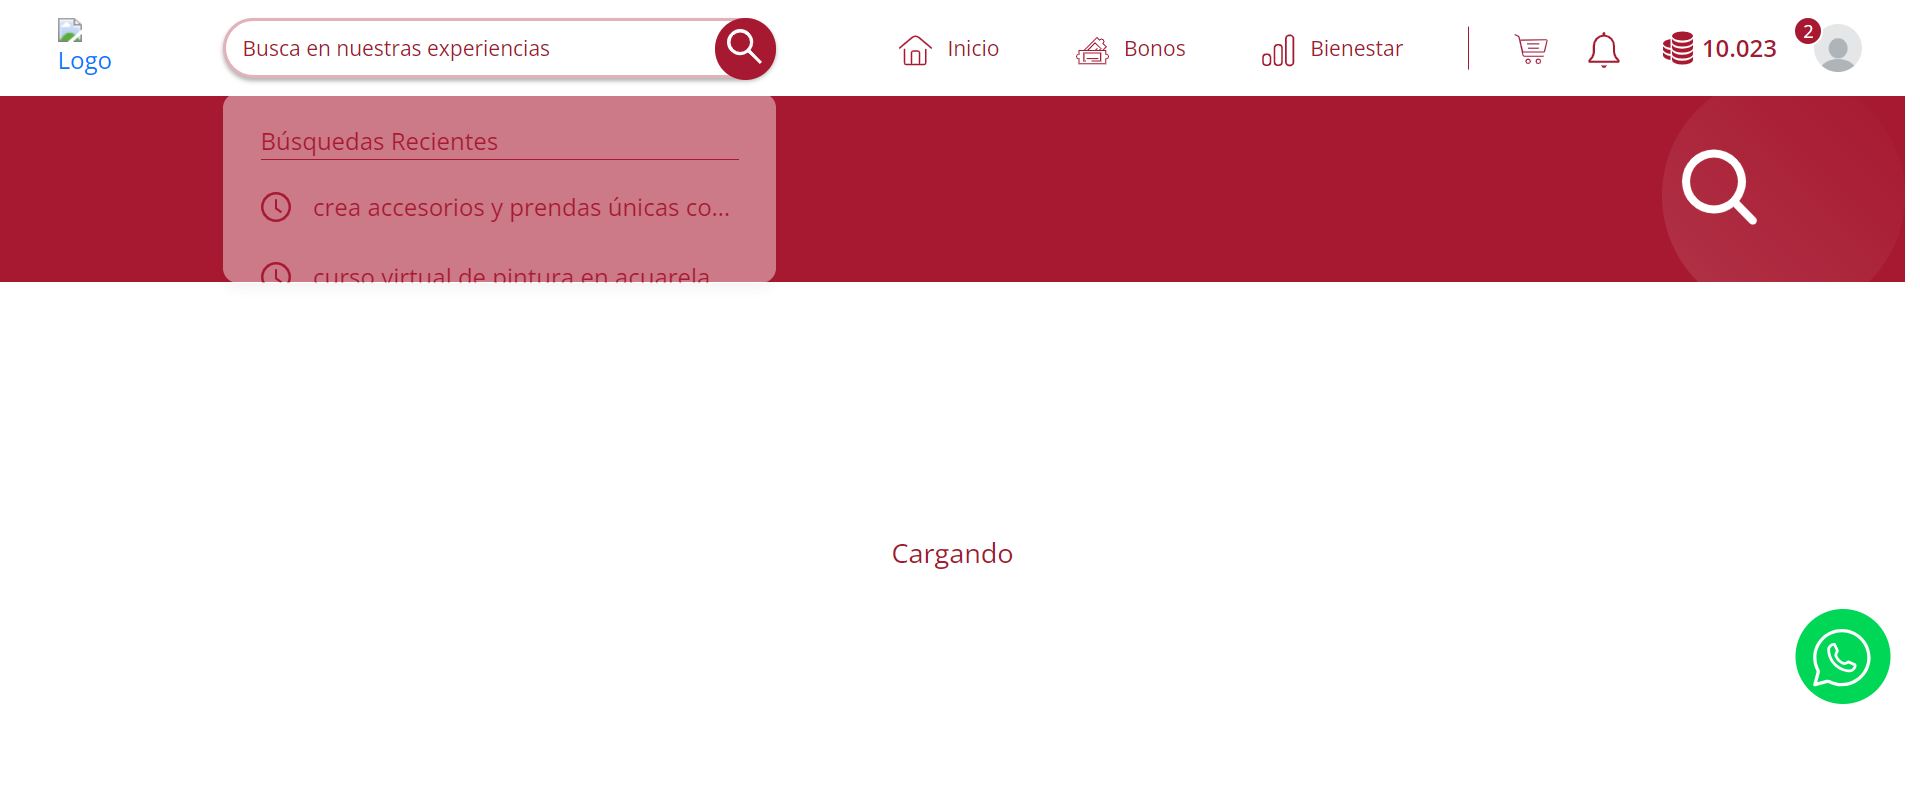 Logo
Busca en nuestras experiencias
Inicio
Bonos
Bienestar
10.023
2
Búsquedas Recientes
crea accesorios y prendas únicas co...
curso virtual de pintura en acuarela
Cargando